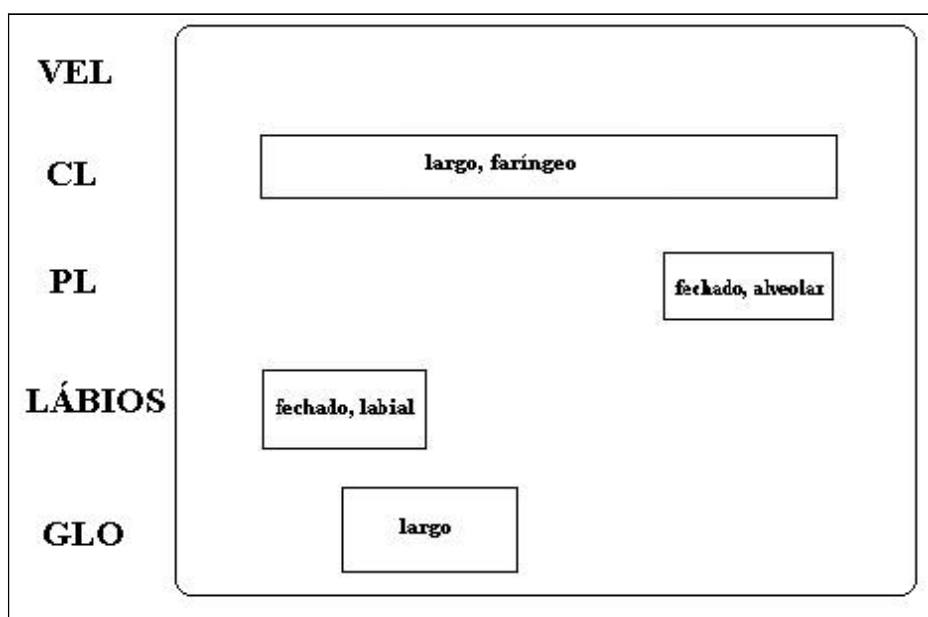 VEL
CL
largo, faríngeo
PL
fechado, alveolar
LÁBIOS
fechado, labial
GLO
largo